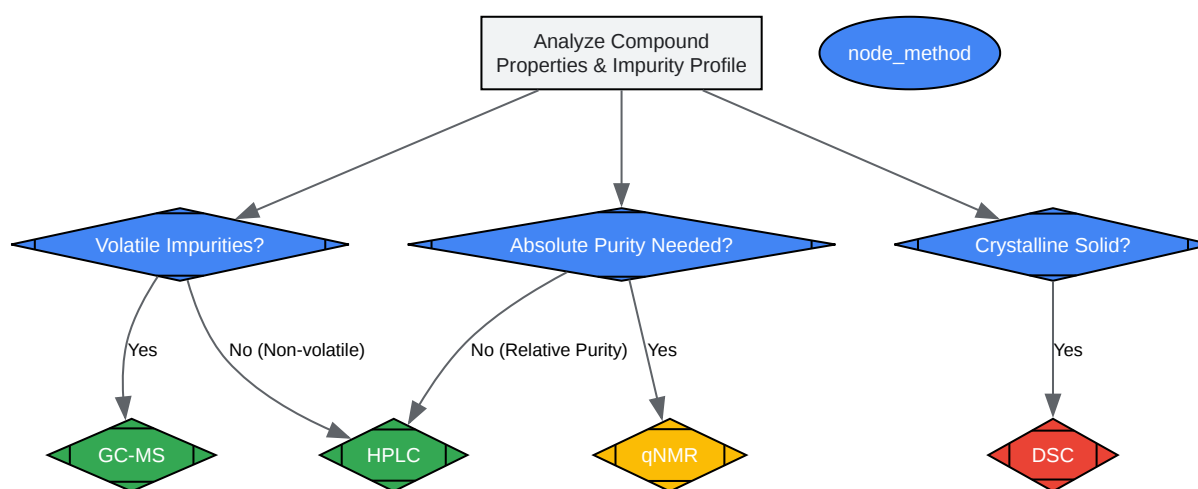 Analyze Compound
Properties & Impurity Profile
node_method
Volatile Impurities?
Absolute Purity Needed?
Crystalline Solid?
Yes
No (Non-volatile)
No (Relative Purity)
Yes
Yes
GC-MS
HPLC
qNMR
DSC